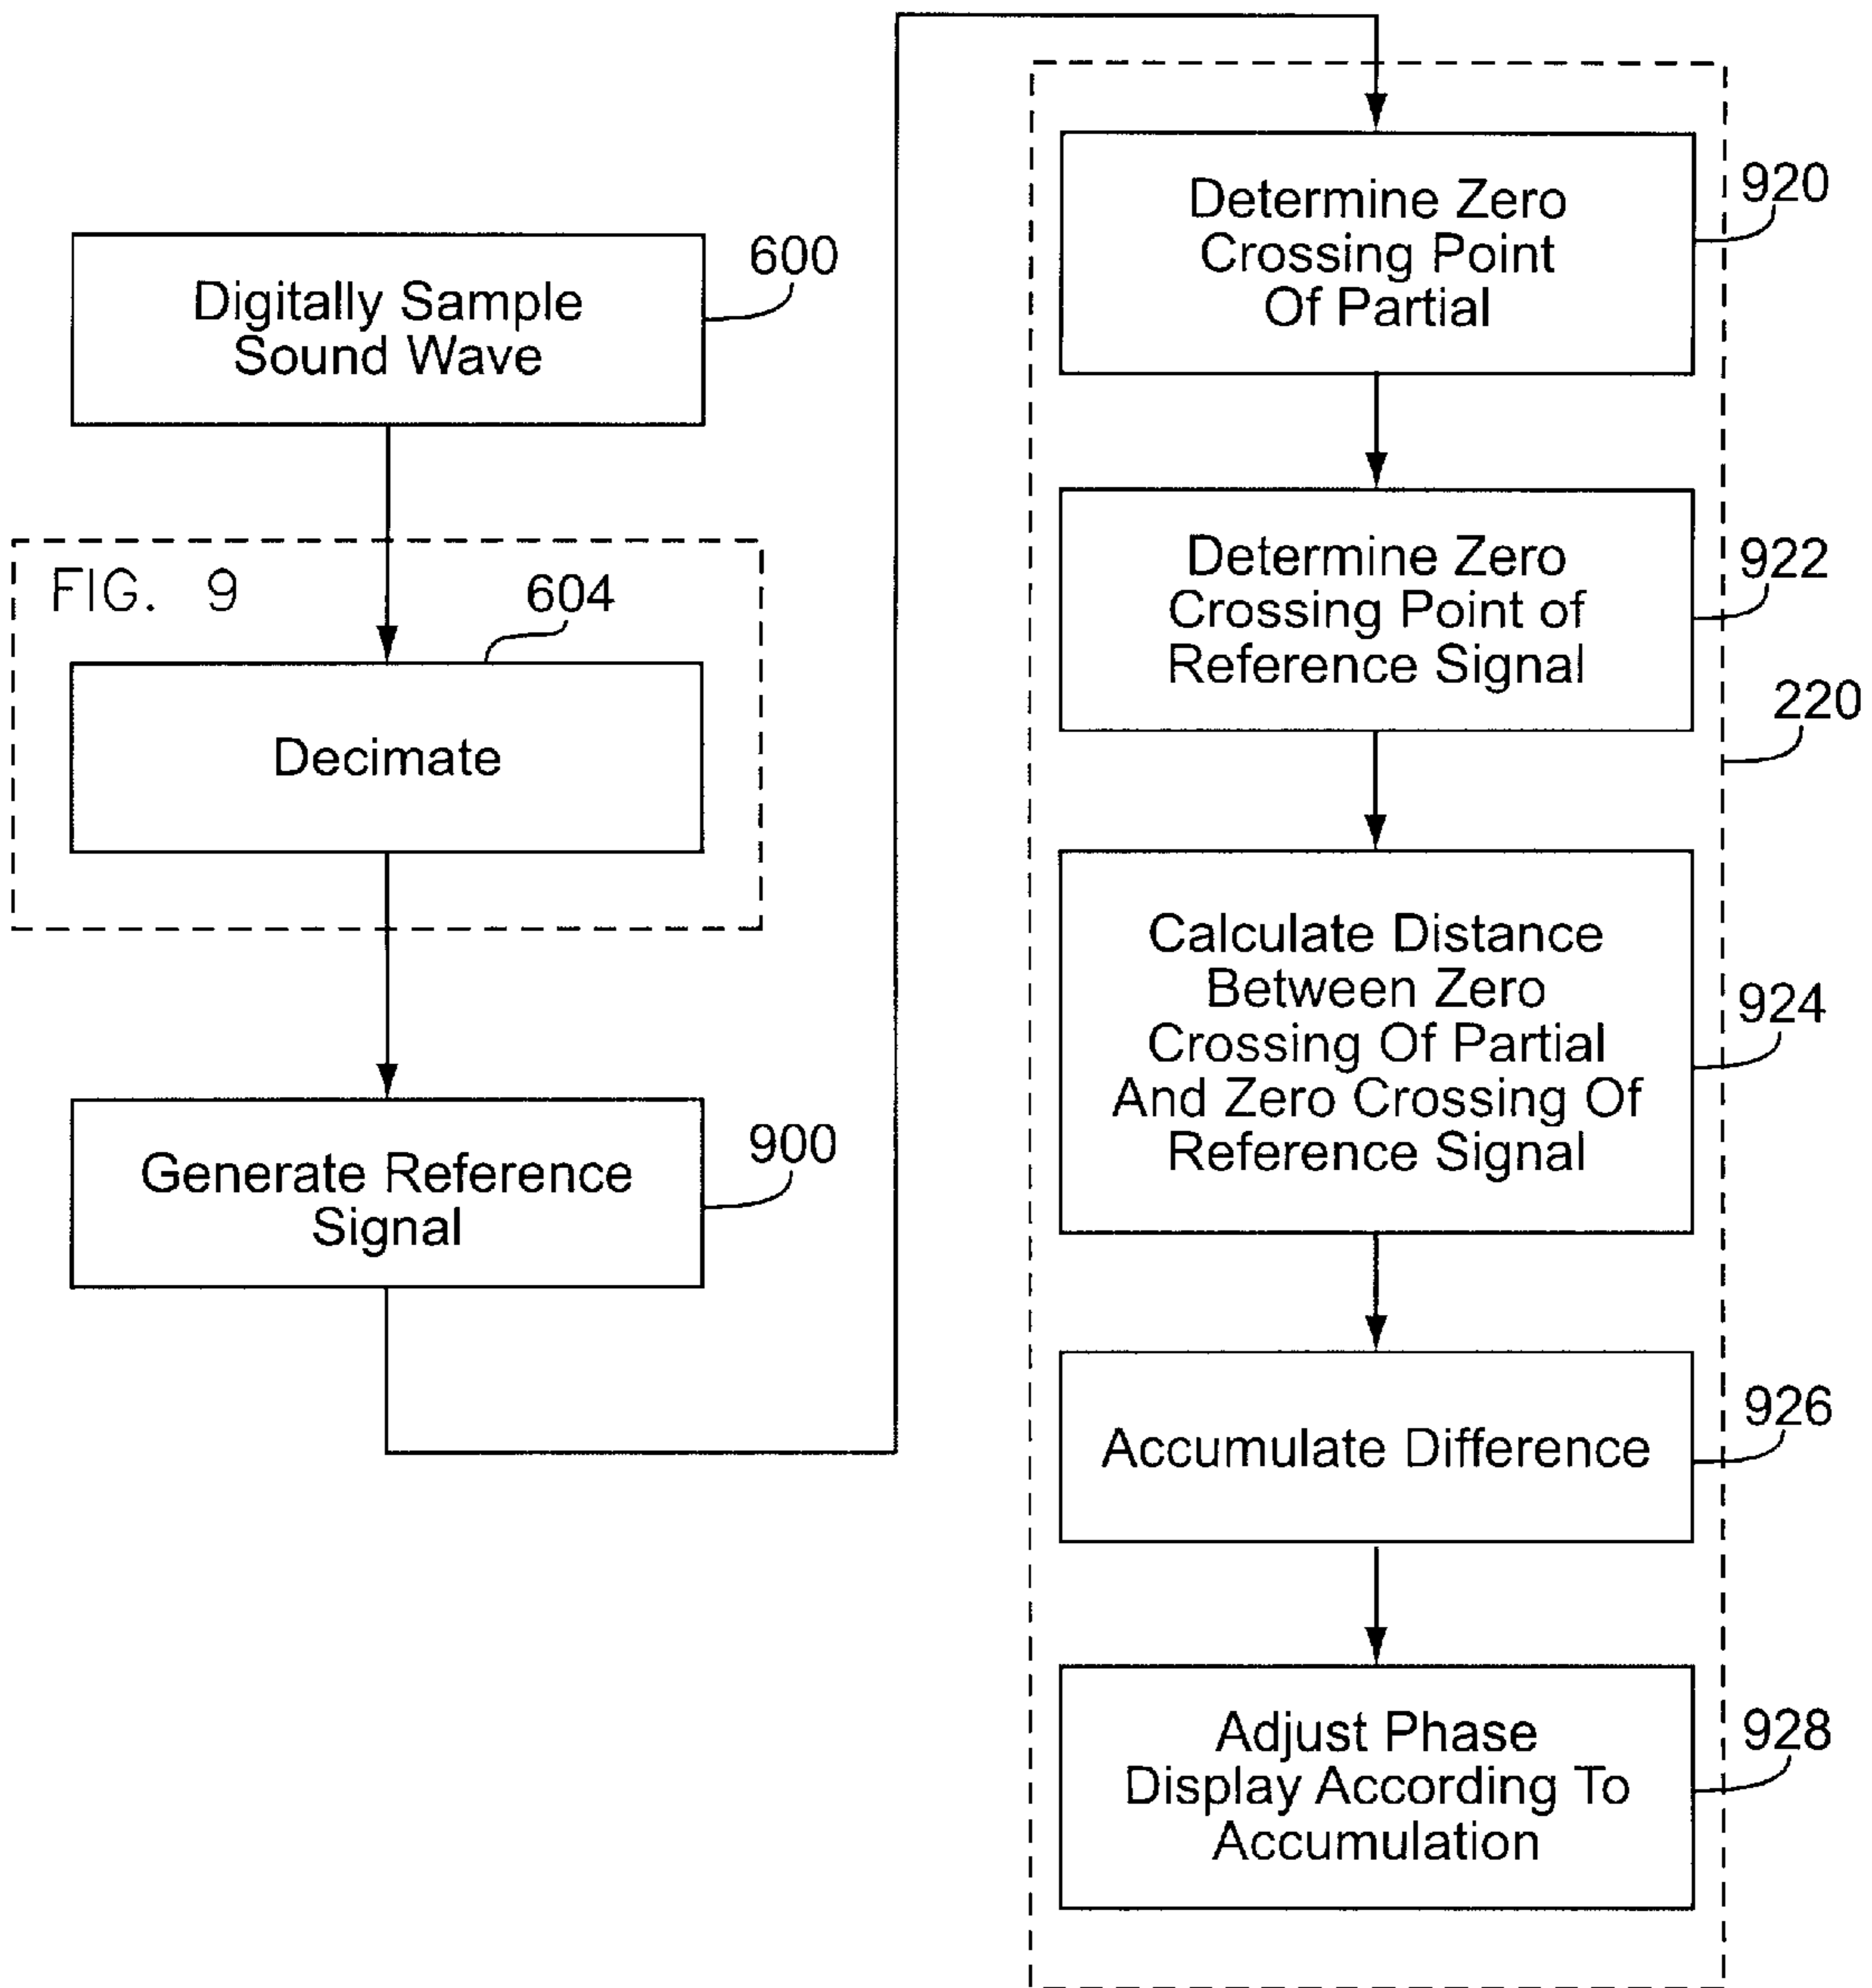 Digitally Sample
Sound Wave
600
FIG. 9
604
Decimate
Generate Reference
Signal
900
Determine Zero
Crossing Point
Of Partial
920
Determine Zero
Crossing Point of
Reference Signal
922
220
Calculate Distance
Between Zero
Crossing Of Partial
And Zero Crossing Of
Reference Signal
924
Accumulate Difference
926
Adjust Phase
Display According To
Accumulation
928